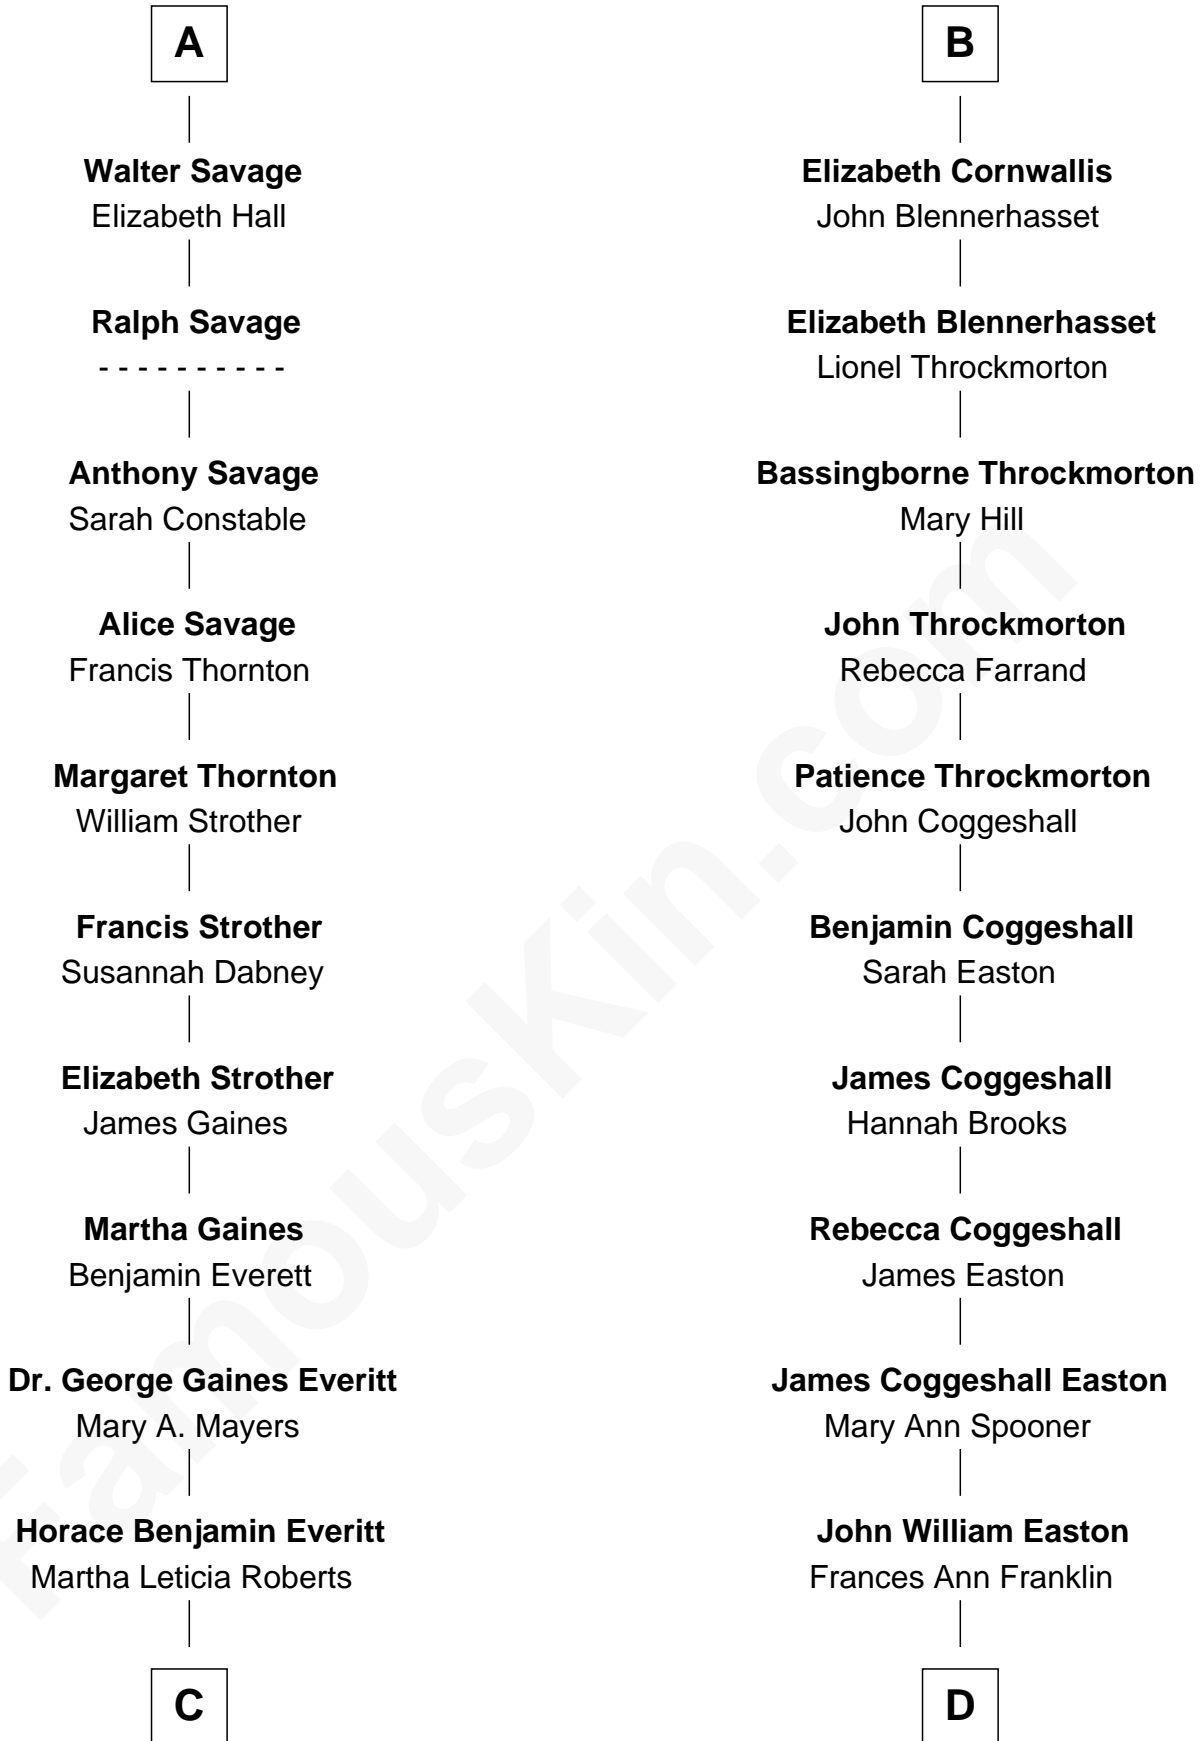 A
Walter Savage
Elizabeth Hall
Ralph Savage
- - - - - - - - - -
Anthony Savage
Sarah Constable
Alice Savage
Francis Thornton
Margaret Thornton
William Strother
Francis Strother
Susannah Dabney
Elizabeth Strother
James Gaines
Martha Gaines
Benjamin Everett
Dr. George Gaines Everitt
Mary A. Mayers
Horace Benjamin Everitt
Martha Leticia Roberts
C
B
Elizabeth Cornwallis
John Blennerhasset
Elizabeth Blennerhasset
Lionel Throckmorton
Bassingborne Throckmorton
Mary Hill
John Throckmorton
Rebecca Farrand
Patience Throckmorton
John Coggeshall
Benjamin Coggeshall
Sarah Easton
James Coggeshall
Hannah Brooks
Rebecca Coggeshall
James Easton
James Coggeshall Easton
Mary Ann Spooner
John William Easton
Frances Ann Franklin
D
FamousKin.com